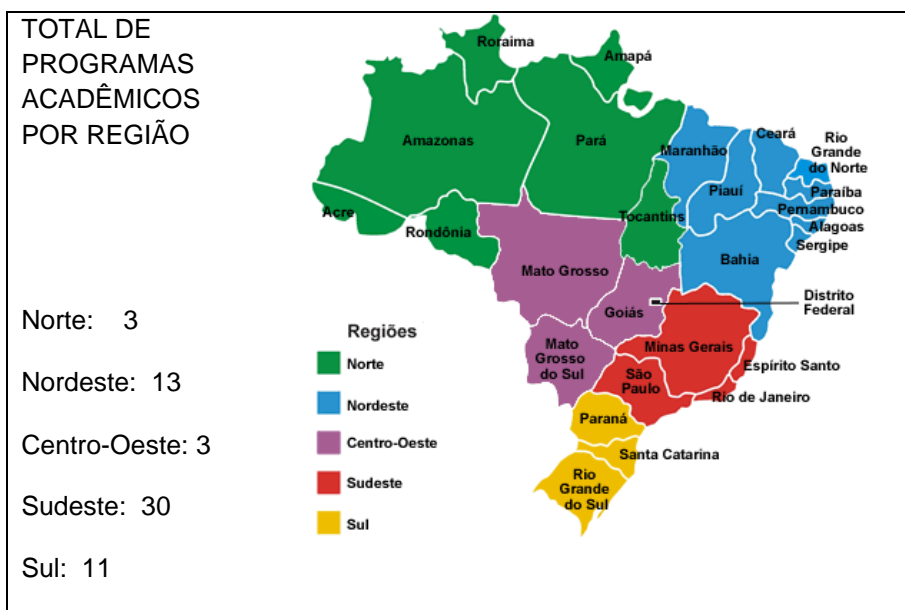 TOTAL DE
PROGRAMAS
ACADÊMICOS
POR REGIÃO
Norte: 3
Nordeste: 13
Centro-Oeste: 3
Sudeste: 30
Sul: 11
Roraima
Amapá
Amazonas
Pará
Maranhão
Ceará
Rio
Grande
do Norte
Piauí
Paraíba
Pernambuco
Alagoas
Sergipe
Acre
Rondônia
Tocantins
Bahia
Mato Grosso
Goiás
Distrito
Federal
Mato
Grosso
do Sul
Minas Gerais
Espírito Santo
São
Paulo
Rio de Janeiro
Paraná
Santa Catarina
Rio
Grande
do Sul
Regiões
Norte
Nordeste
Centro-Oeste
Sudeste
Sul